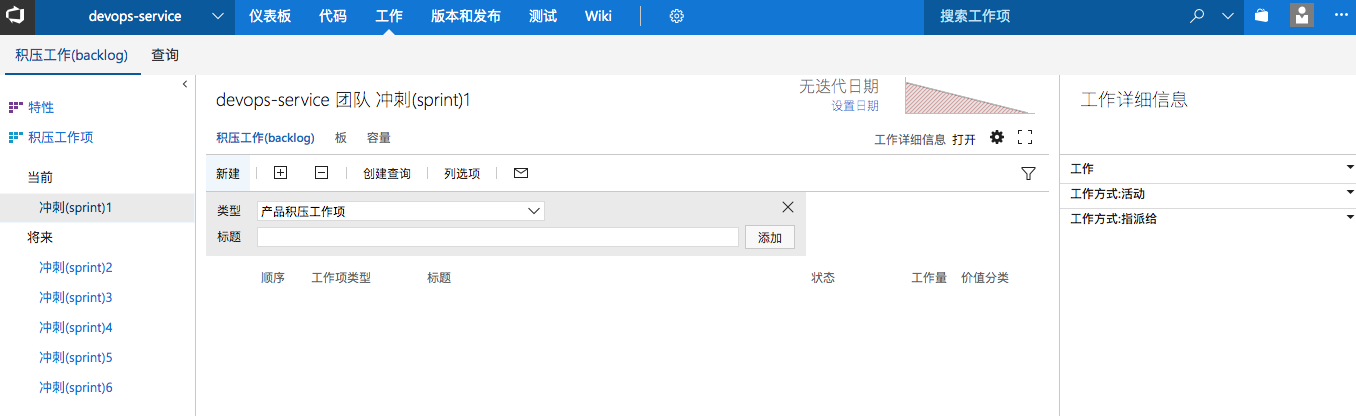 devops-service 仪表板 代码 工作 版本和发布 测试 Wiki 搜索工作项
积压工作(backlog) 查询
特性
积压工作项
当前
冲刺(sprint)1
将来
冲刺(sprint)2
冲刺(sprint)3
冲刺(sprint)4
冲刺(sprint)5
冲刺(sprint)6
devops-service 团队 冲刺(sprint)1
无迭代日期
设置日期
积压工作(backlog) 板 容量
工作详细信息 打开
新建 创建查询 列选项
类型 产品积压工作项
标题 添加
顺序 工作项类型 标题 状态 工作量 价值分类
工作详细信息
工作
工作方式:活动
工作方式:指派给